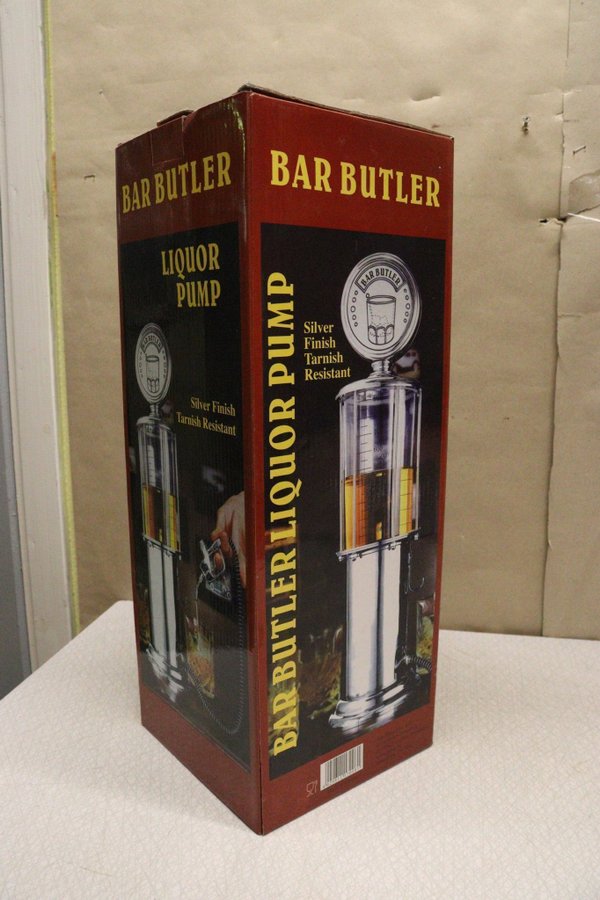 BAR BUTLER
LIQUOR
PUMP
Silver Finish
Tarnish Resistant
BAR BUTLER
BAR BUTLER LIQUOR PUMP
BAR BUTLER
Silver
Finish
Tarnish
Resistant